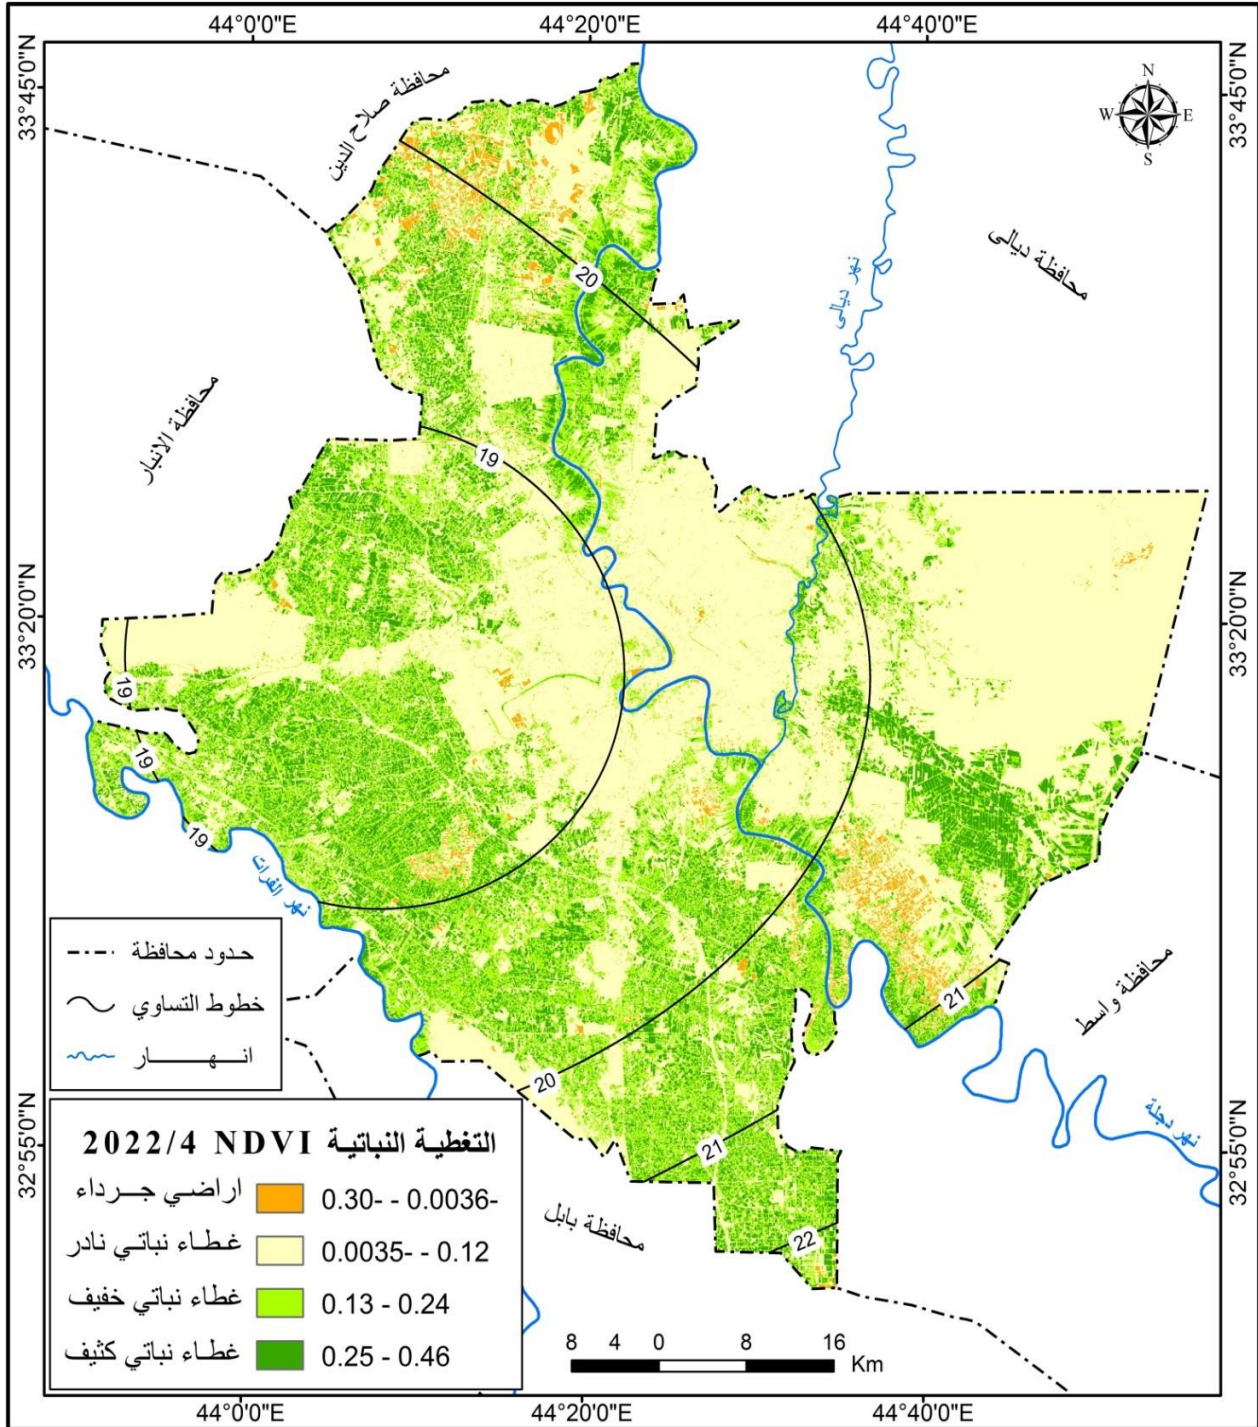 44°0'0"E
44°20'0"E
44°40'0"E
33°45'0"N
33°45'0"N
N
W
E
S
محافظة صلاح الدين
محافظة ديالى
نهر ديالى
20
محافظة الانبار
19
33°20'0"N
33°20'0"N
19
19
19
نهر الفرات
حدود محافظة
خطوط التساوي
انـــهـــــار
محافظة واسط
21
20
نهر دجلة
21
32°55'0"N
32°55'0"N
محافظة بابل
22
التغطية النباتية 2022/4 NDVI
اراضي جــرداء
0.30- - 0.0036-
غـطـاء نباتـي نادر
0.0035- - 0.12
غطاء نباتي خفيف
0.13 - 0.24
غطـاء نباتي كثيف
0.25 - 0.46
8 4 0 8 16
Km
44°0'0"E
44°20'0"E
44°40'0"E